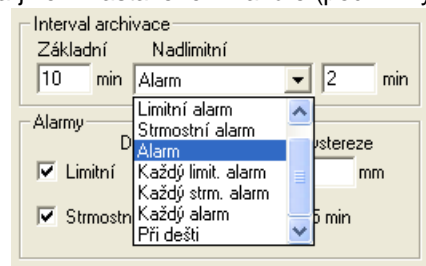 Interval archivace
Základní Nadlimitní
10 min Alarm 2 min
Limitní alarm
Alarmy Strmostní alarm
Alarm
Limitní Každý limit. alarm mm
Každý strm. alarm
Každý alarm min
Při dešti